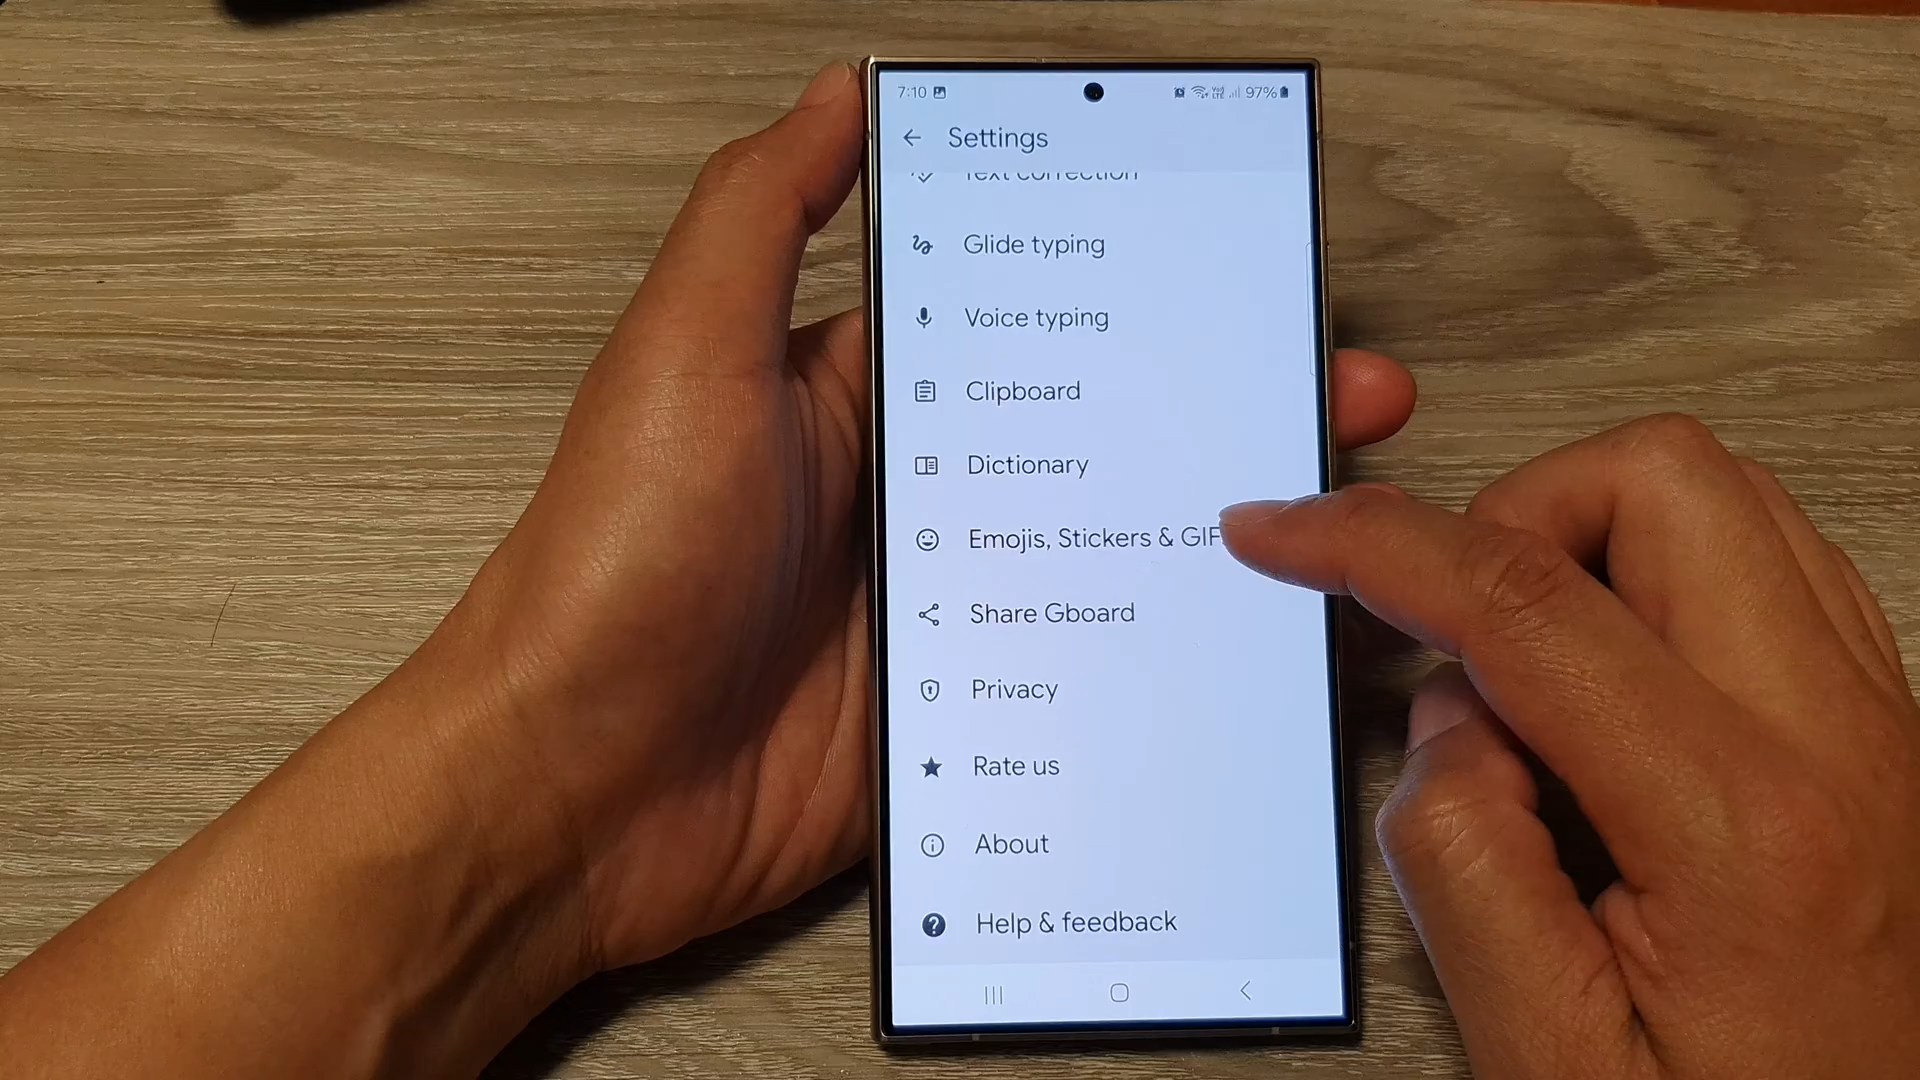 7:10 97%
Settings
Text correction
Glide typing
Voice typing
Clipboard
Dictionary
Emojis, Stickers & GIF
Share Gboard
Privacy
Rate us
About
Help & feedback